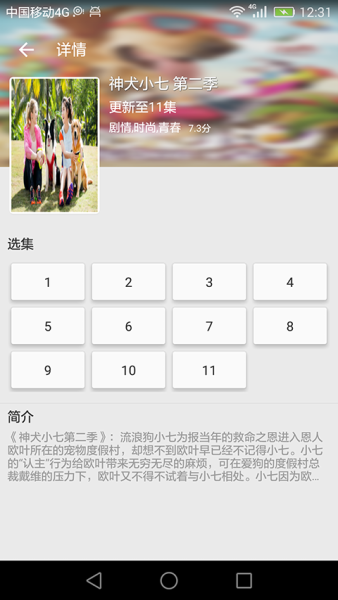 中国移动4G
4G
12:31
详情
神犬小七 第二季
更新至11集
剧情,时尚,青春 7.3分
选集
1 2 3 4
5 6 7 8
9 10 11
简介
《 神犬小七第二季 》：流浪狗小七为报当年的救命之恩进入恩人
欧叶所在的宠物度假村，却想不到欧叶早已经不记得小七。小七
的“认主”行为给欧叶带来无穷无尽的麻烦，可在爱狗的度假村总
裁戴维的压力下，欧叶又不得不试着与小七相处。小七因为欧...